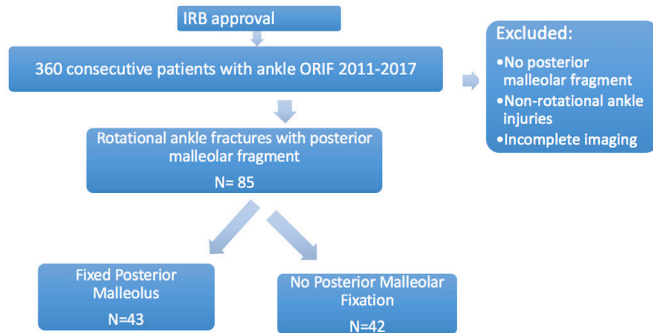 IRB approval
360 consecutive patients with ankle ORIF 2011-2017
Excluded:
•No posterior
malleolar fragment
•Non-rotational ankle
injuries
•Incomplete imaging
Rotational ankle fractures with posterior
malleolar fragment
N= 85
Fixed Posterior
Malleolus
N=43
No Posterior Malleolar
Fixation
N=42